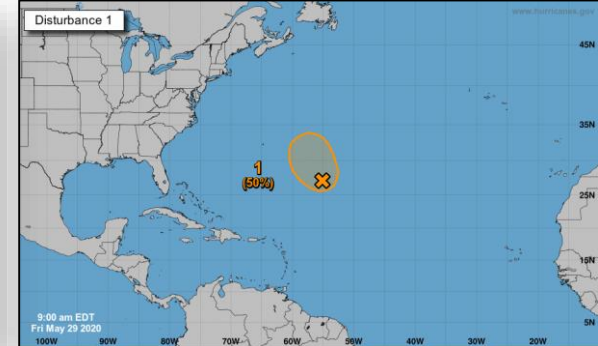 Disturbance 1
www.hurricanes.gov
45N
35N
1
(50%)
25N
15N
9:00 am EDT
Fri May 29 2020
5N
100W 90W 80W 70W 60W 50W 40W 30W 20W